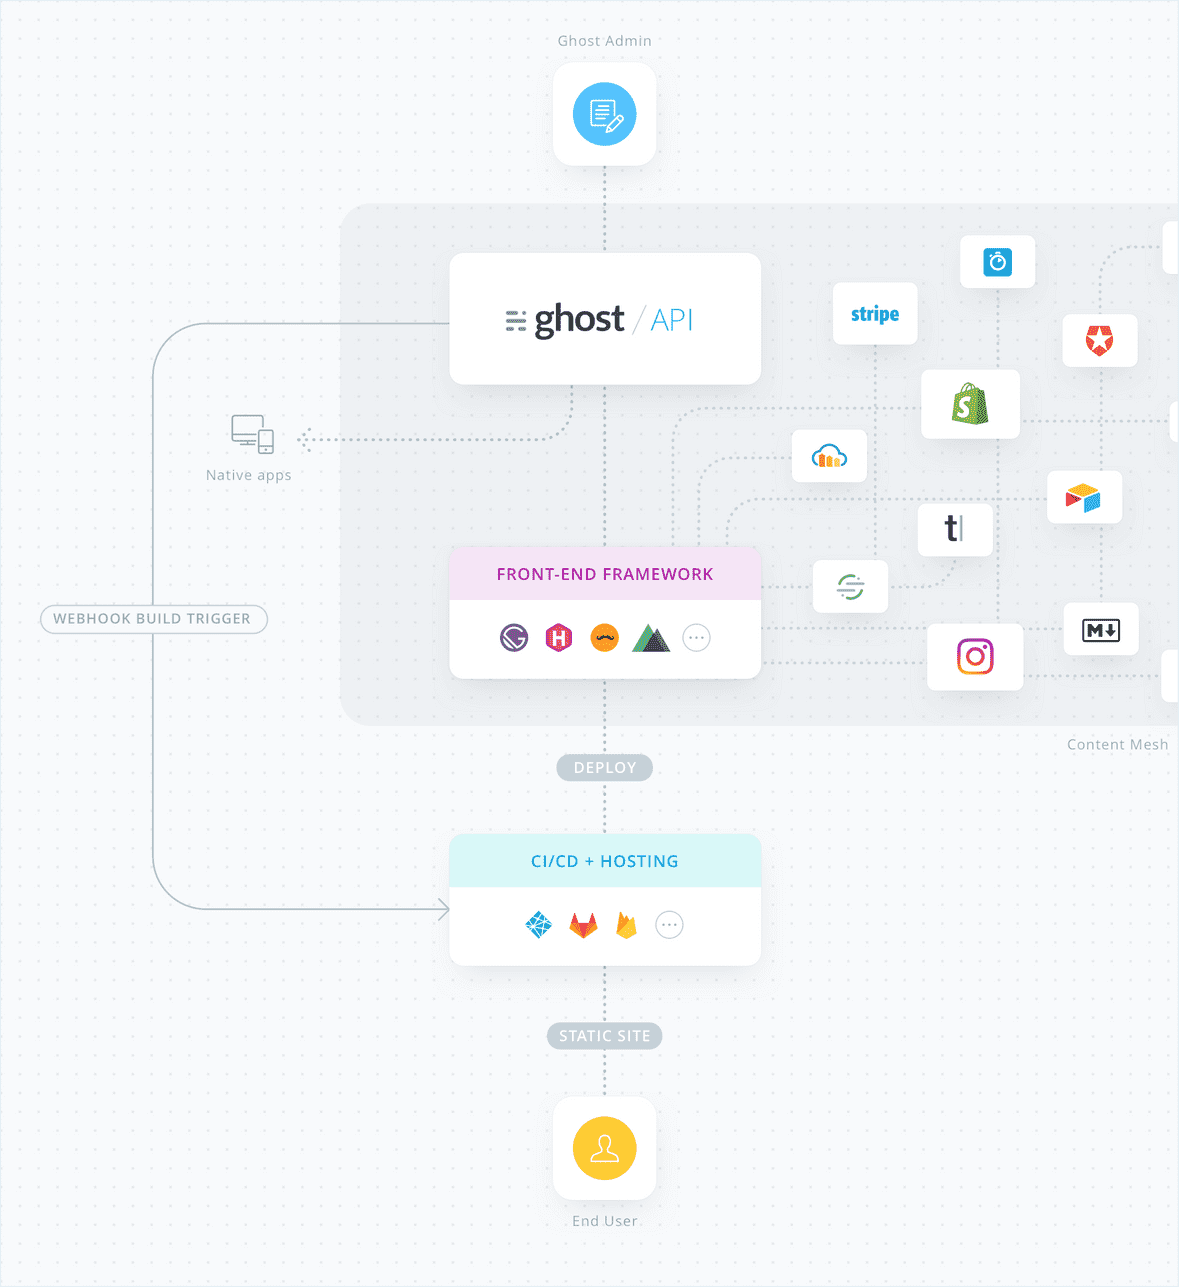 Ghost Admin
ghost / API
stripe
Native apps
t|
FRONT-END FRAMEWORK
WEBHOOK BUILD TRIGGER
M
Content Mesh
DEPLOY
CI/CD + HOSTING
STATIC SITE
End User